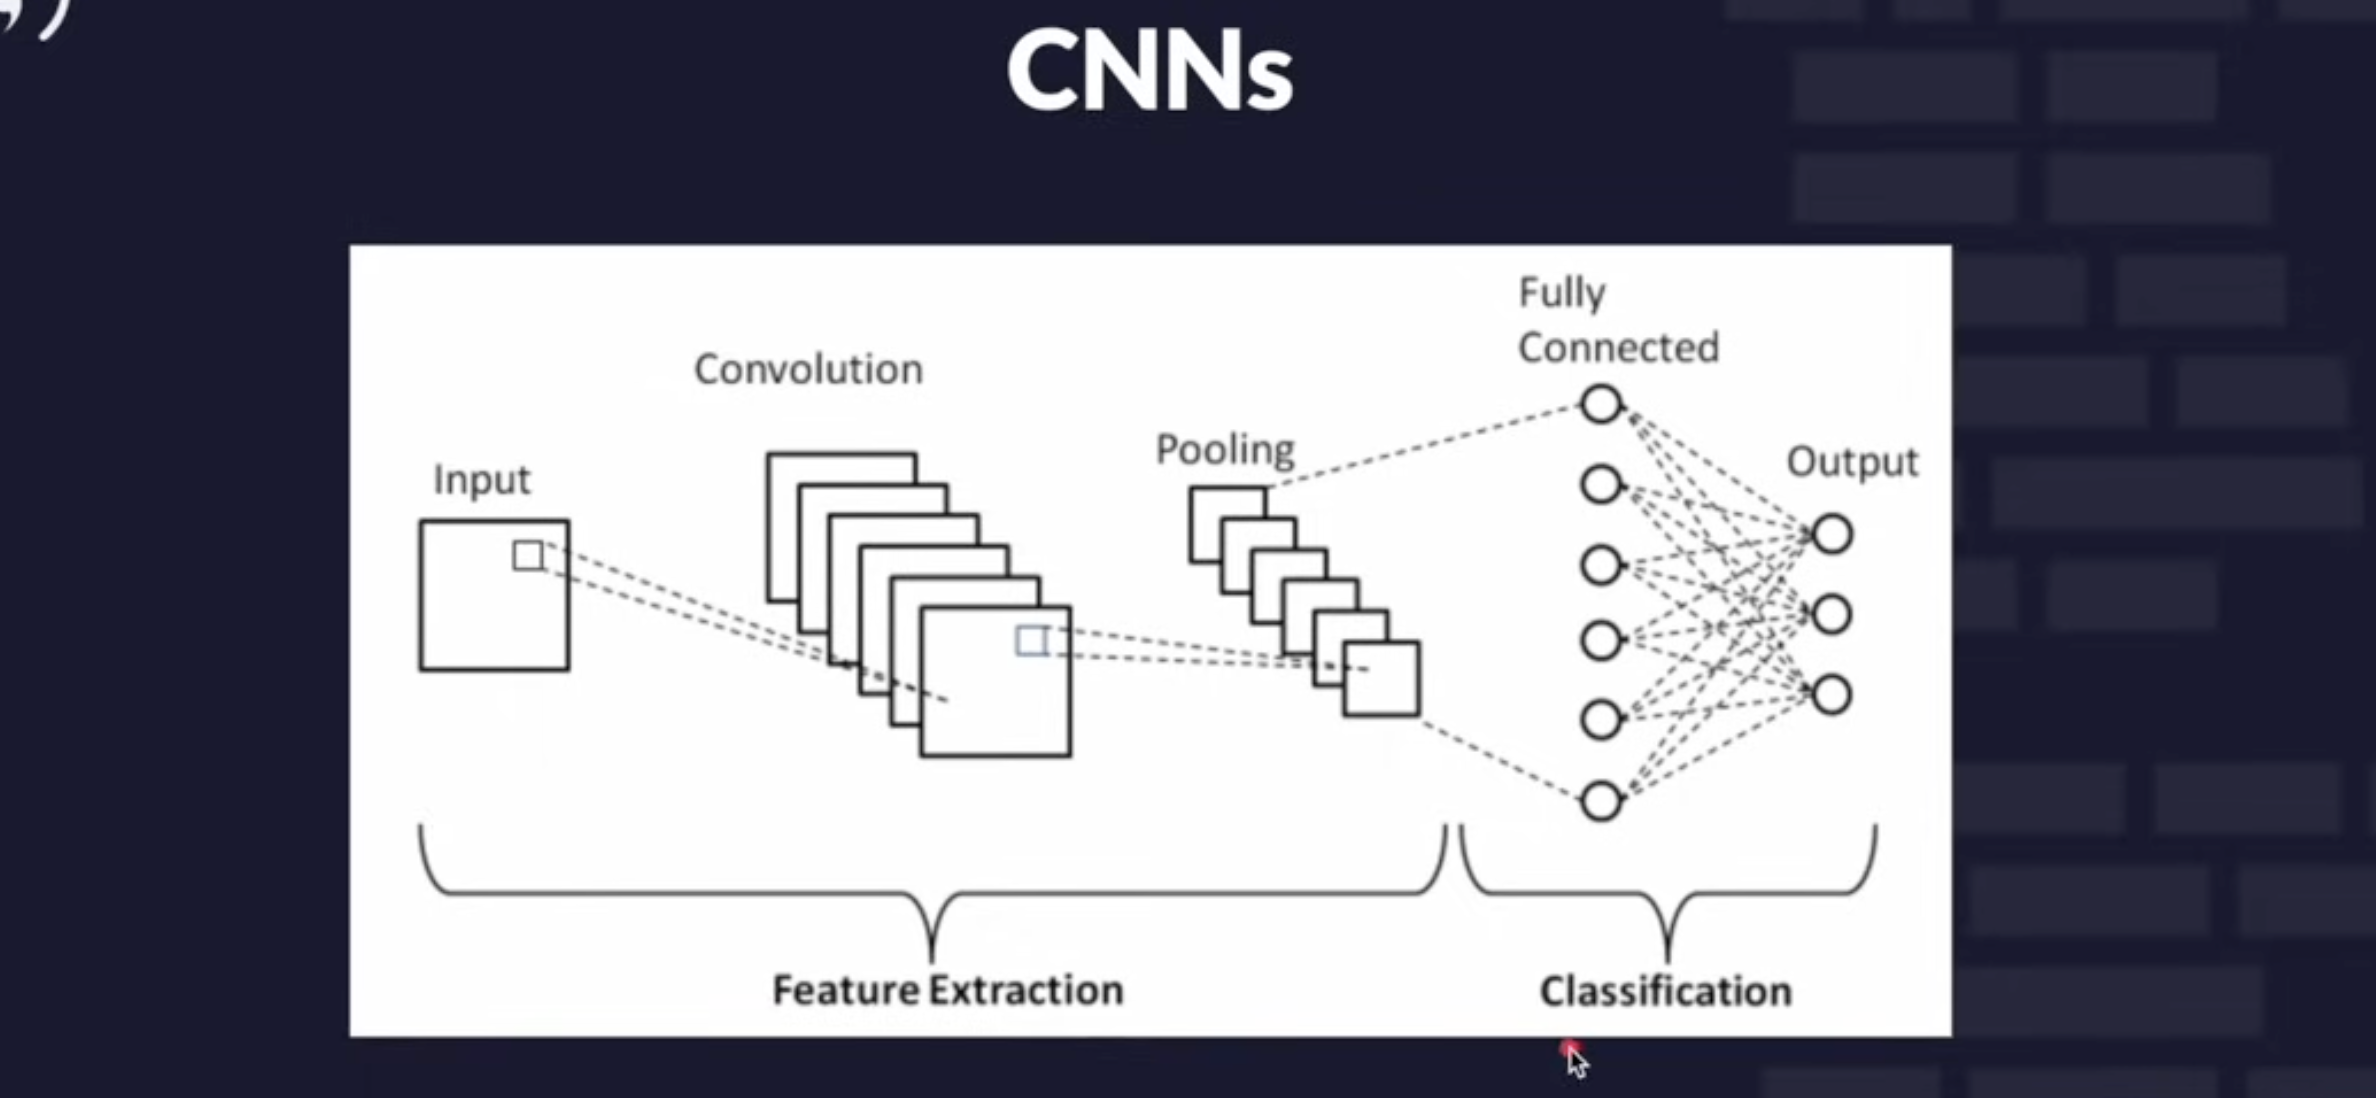 CNNs
Fully
Connected
Convolution
Pooling
Output
Input
Feature Extraction
Classification